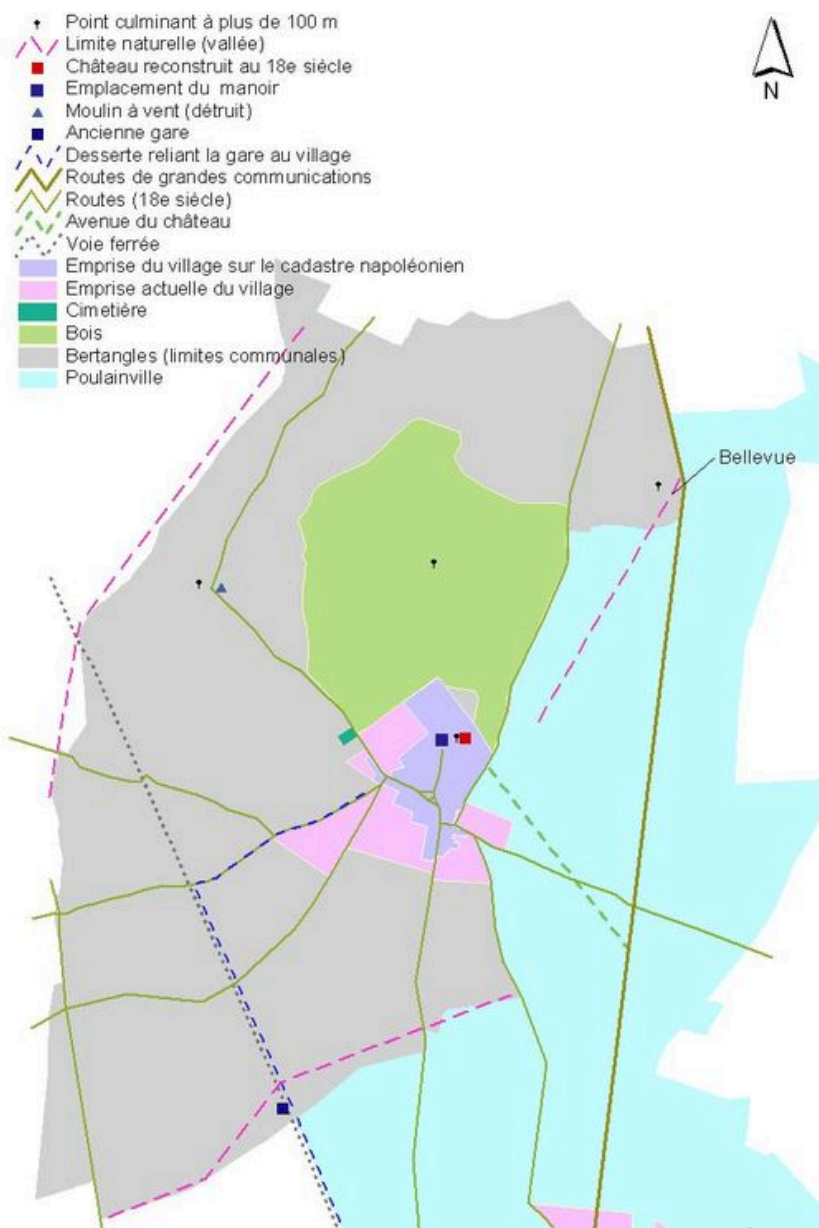 Point culminant à plus de 100 m
Limite naturelle (vallée)
Château reconstruit au 18e siècle
Emplacement du manoir
Moulin à vent (détruit)
Ancienne gare
Desserte reliant la gare au village
Routes de grandes communications
Routes (18e siècle)
Avenue du château
Voie ferrée
Emprise du village sur le cadastre napoléonien
Emprise actuelle du village
Cimetière
Bois
Bertangles (limites communales)
Poulainville
N
Bellevue